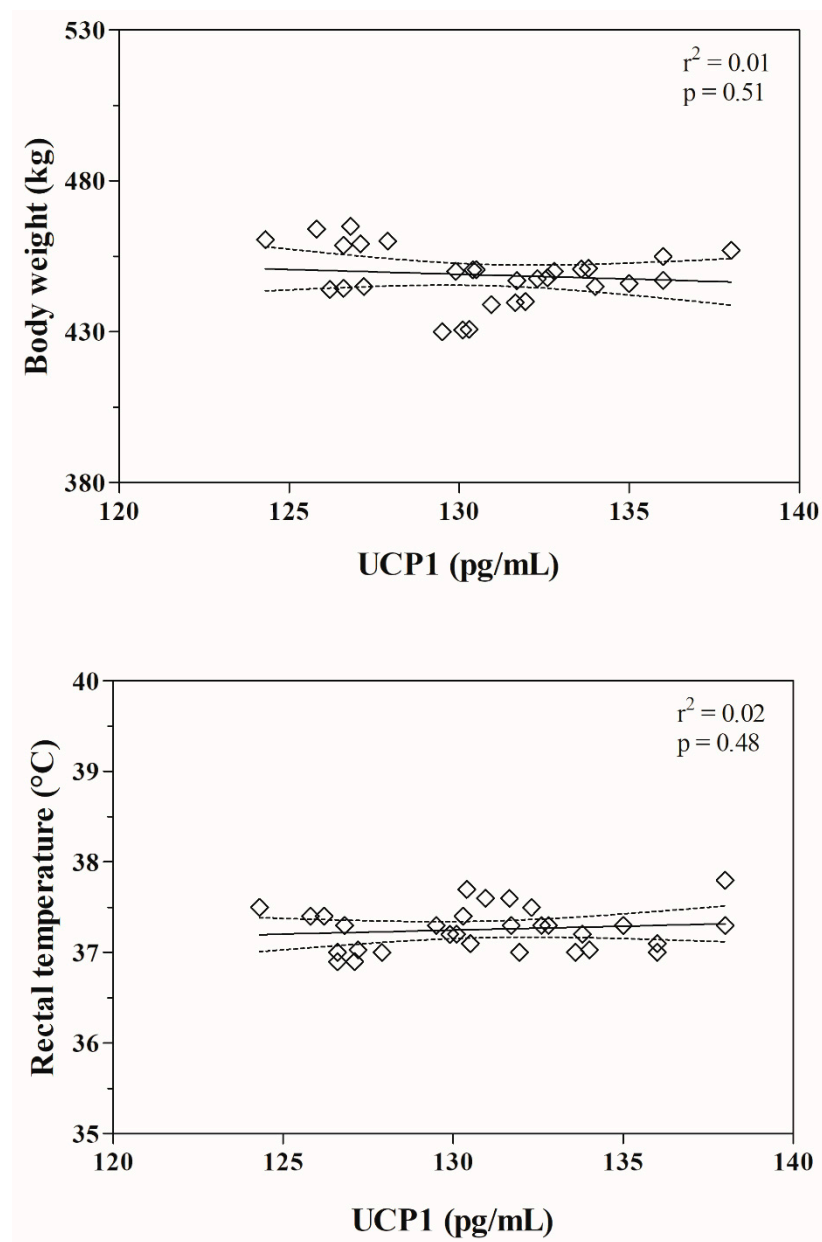 530
480
430
380
Body weight (kg)
r² = 0.01
p = 0.51
120 125 130 135 140
UCP1 (pg/mL)
40
39
38
37
36
35
Rectal temperature (°C)
r² = 0.02
p = 0.48
120 125 130 135 140
UCP1 (pg/mL)